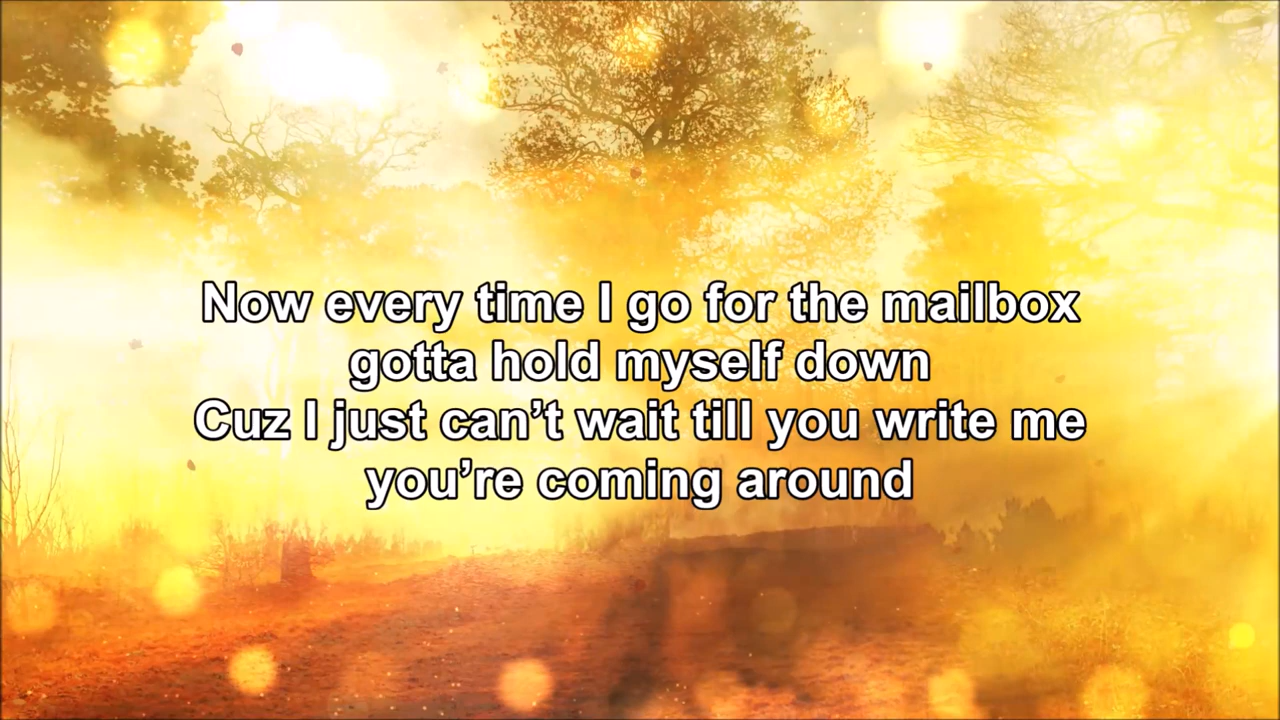 Now every time I go for the mailbox
gotta hold myself down
Cuz I just can’t wait till you write me
you’re coming around